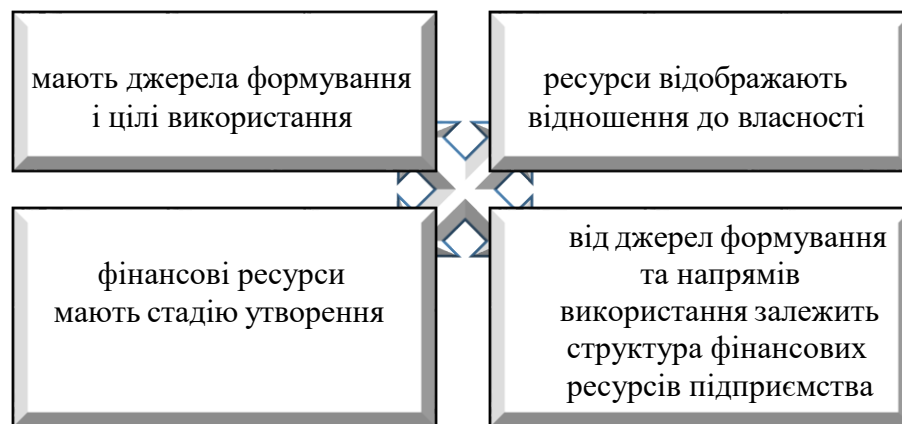 мають джерела формування
і цілі використання
ресурси відображають
відношення до власності
фінансові ресурси
мають стадію утворення
від джерел формування
та напрямів
використання залежить
структура фінансових
ресурсів підприємства